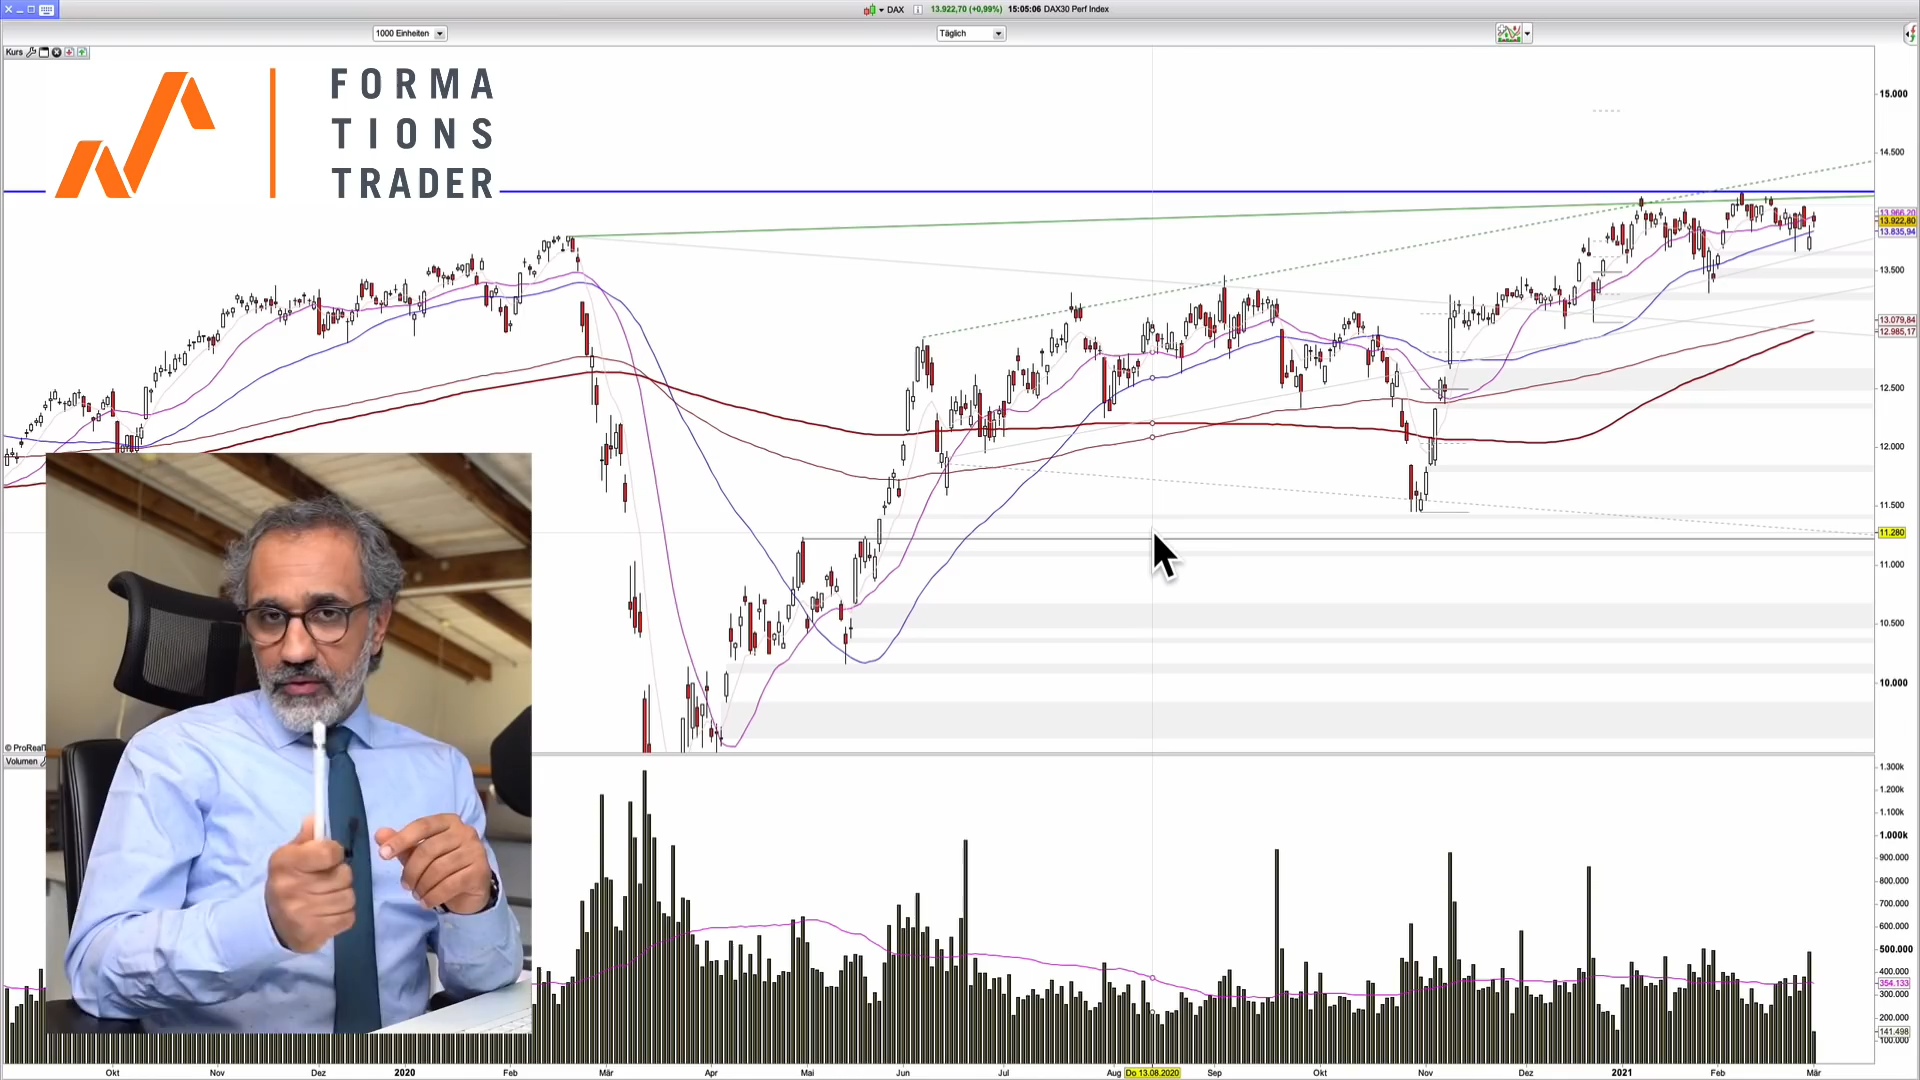 DAX 13.922,70 (+0,99%) 15:05:06 DAX30 Perf Index
1000 Einheiten
Täglich
Kurs
FORMA
TIONS
TRADER
15.000
14.500
13.966,20
13.922,80
13.835,94
13.500
13.079,84
12.985,17
12.500
12.000
11.500
11.280
11.000
10.500
10.000
© ProRealT
Volumen
1.300k
1.200k
1.100k
1.000k
900.000
800.000
700.000
600.000
500.000
400.000
354.133
300.000
200.000
141.498
100.000
Okt Nov Dez 2020 Feb Mär Apr Mai Jun Jul Aug Do 13.08.2020 Sep Okt Nov Dez 2021 Feb Mär